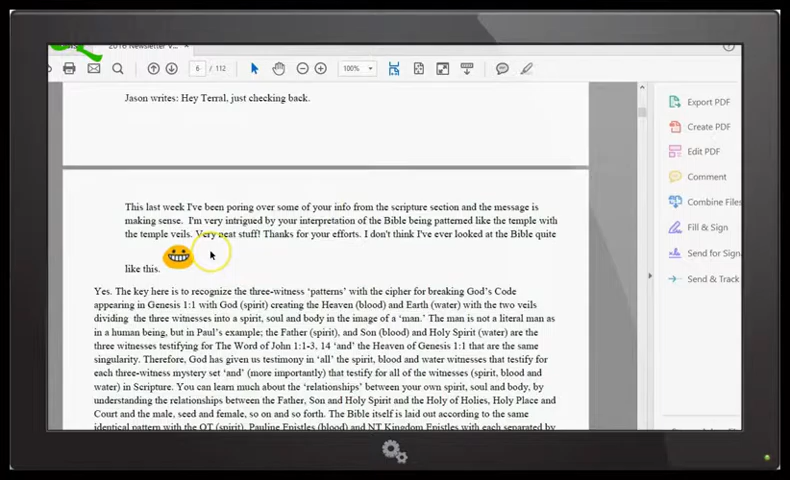 2016 Newsletter V...
6 / 112
100%
Jason writes: Hey Terral, just checking back.
Export PDF
Create PDF
Edit PDF
Comment
Combine Files
Fill & Sign
Send for Sign
Send & Track
This last week I've been poring over some of your info from the scripture section and the message is
making sense. I'm very intrigued by your interpretation of the Bible being patterned like the temple with
the temple veils. Very neat stuff! Thanks for your efforts. I don't think I've ever looked at the Bible quite
like this.
Yes. The key here is to recognize the three-witness ‘patterns’ with the cipher for breaking God’s Code
appearing in Genesis 1:1 with God (spirit) creating the Heaven (blood) and Earth (water) with the two veils
dividing the three witnesses into a spirit, soul and body in the image of a ‘man.’ The man is not a literal man as
in a human being, but in Paul’s example; the Father (spirit), and Son (blood) and Holy Spirit (water) are the
three witnesses testifying for The Word of John 1:1-3, 14 ‘and’ the Heaven of Genesis 1:1 that are the same
singularity. Therefore, God has given us testimony in ‘all’ the spirit, blood and water witnesses that testify for
each three-witness mystery set ‘and’ (more importantly) that testify for all of the witnesses (spirit, blood and
water) in Scripture. You can learn much about the ‘relationships’ between your own spirit, soul and body, by
understanding the relationships between the Father, Son and Holy Spirit and the Holy of Holies, Holy Place and
Court and the male, seed and female, so on and so forth. The Bible itself is laid out according to the same
identical pattern with the OT (spirit), Pauline Epistles (blood) and NT Kingdom Epistles with each separated by